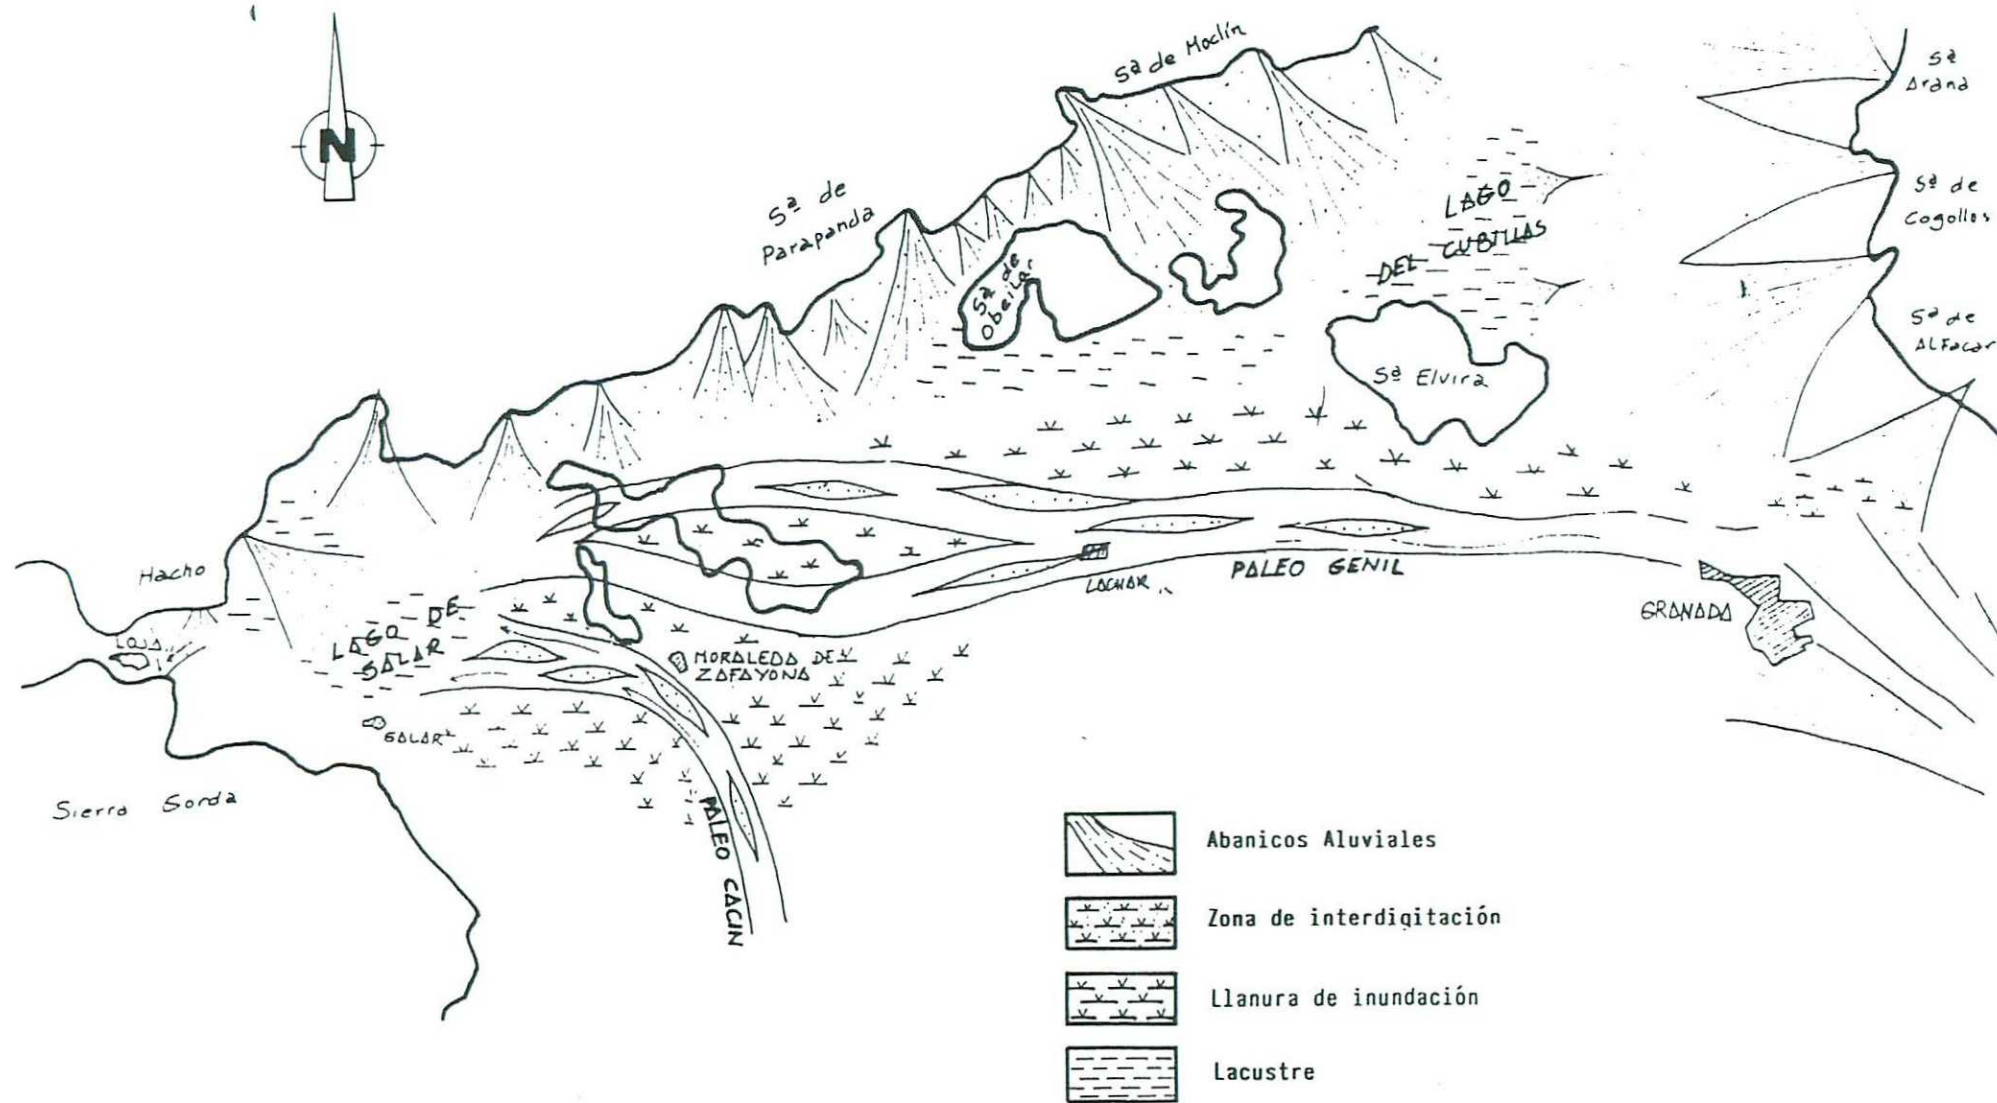 N
Sª de Moclín
Sª
Arana
Sª de
Parapanda
Sª de
Cogollos
LAGO
DEL CUBILLAS
Sª de
Obeilar
Sª de
ALFacar
Sª Elvira
Hacho
PALEO GENIL
LACHAR
GRANADA
LOJA
LAGO DE
SALAR
MORALEDA DE
ZAFAYONA
SALAR
Sierra Gorda
PALEO CACIN
Abanicos Aluviales
Zona de interdigitación
Llanura de inundación
Lacustre